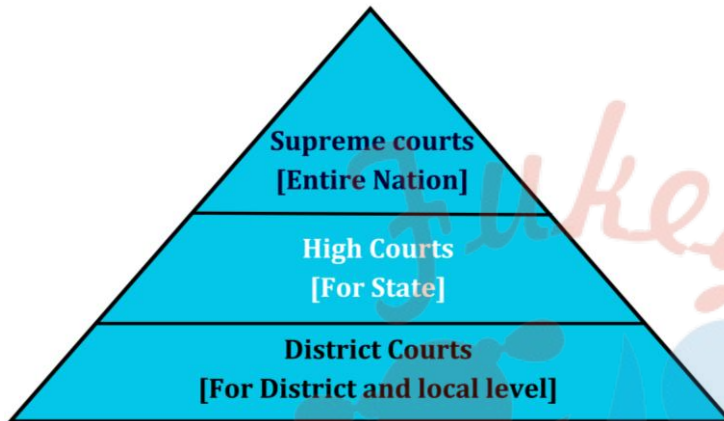 Supreme courts
[Entire Nation]
High Courts
[For State]
District Courts
[For District and local level]